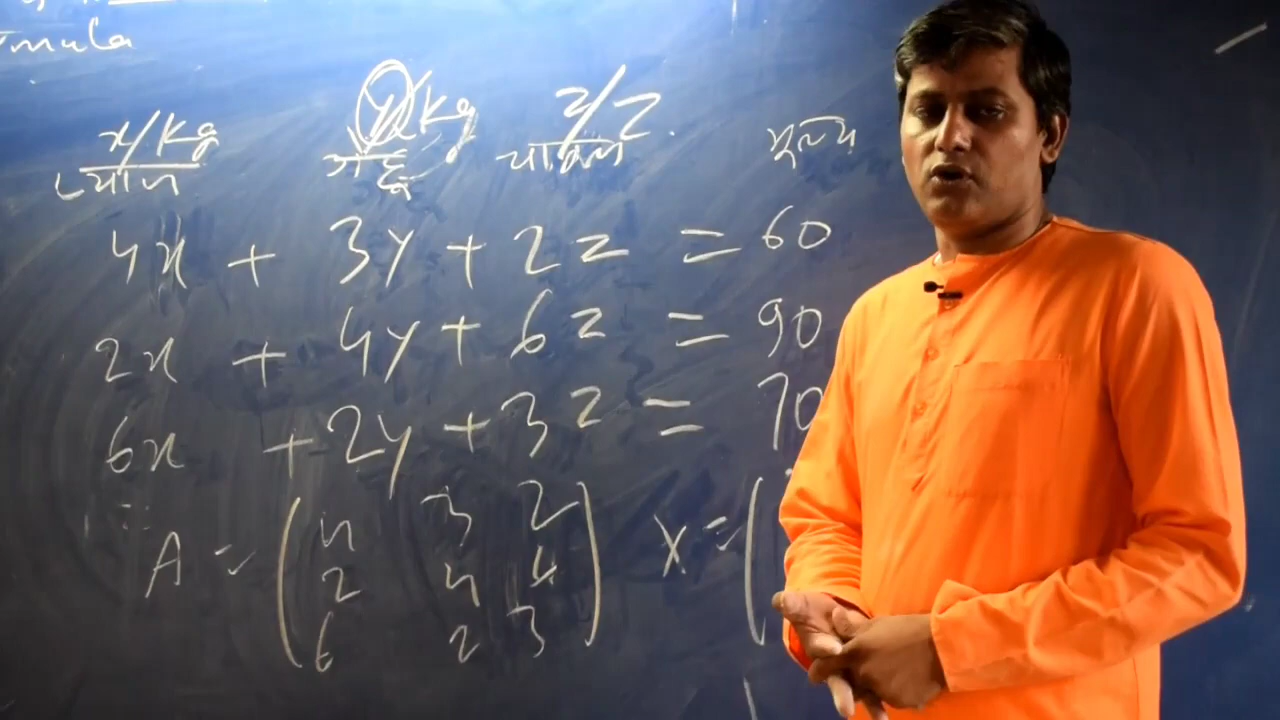 x/Kg y/Kg z/Z.
प्याज गेहूँ चावल मूल्य
4x + 3y + 2z = 60
2x + 4y + 6z = 90
6x + 2y + 3z = 70
A = ( 4 3 2 X = (
2 4 4
6 2 3 )